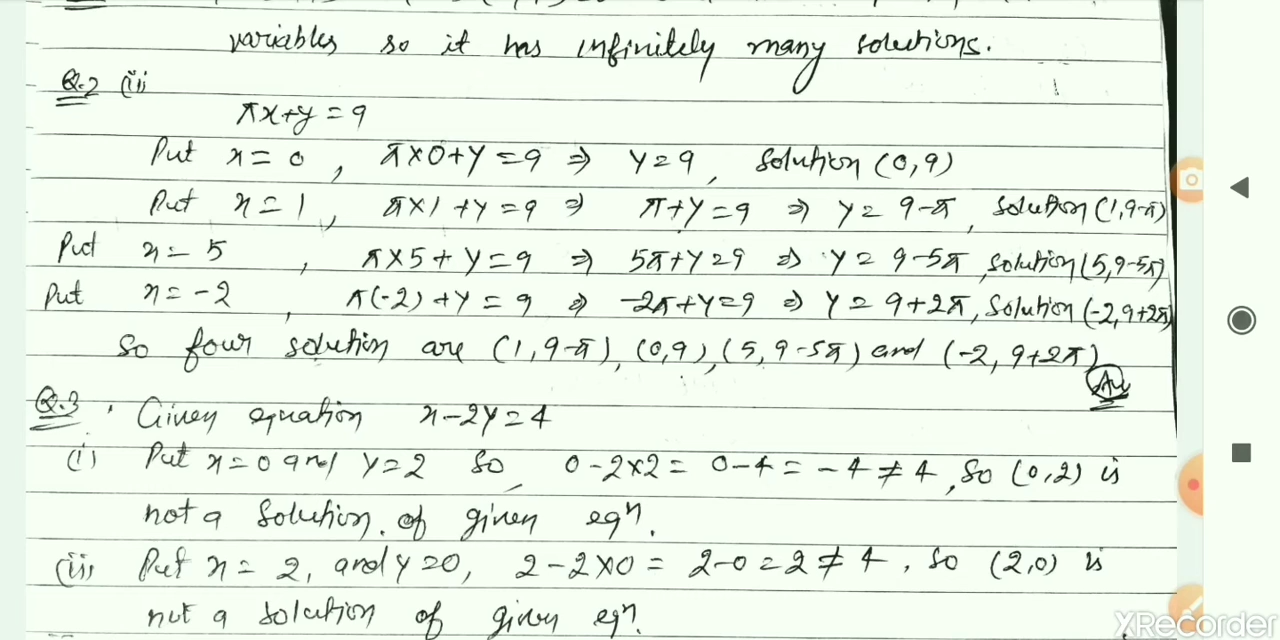 variables so it has infinitely many solutions.
Q.2 (ii)
πx+y = 9
Put x = 0, π×0+y = 9 ⇒ y = 9, Solution (0,9)
Put x = 1, π×1+y = 9 ⇒ π+y = 9 ⇒ y = 9-π, Solution (1,9-π)
Put x = 5, π×5+y = 9 ⇒ 5π+y = 9 ⇒ y = 9-5π, Solution (5,9-5π)
Put x = -2, π(-2)+y = 9 ⇒ -2π+y = 9 ⇒ y = 9+2π, Solution (-2,9+2π)
So four solution are (1,9-π), (0,9), (5,9-5π) and (-2, 9+2π)
Q.3 Given equation x-2y = 4
(i) Put x = 0 and y = 2 so, 0-2×2 = 0-4 = -4 ≠ 4, So (0,2) is
not a solution of given eqn.
(ii) Put x = 2, and y = 0, 2-2×0 = 2-0 = 2 ≠ 4. So (2,0) is
not a solution of given eqn.
XRecorder